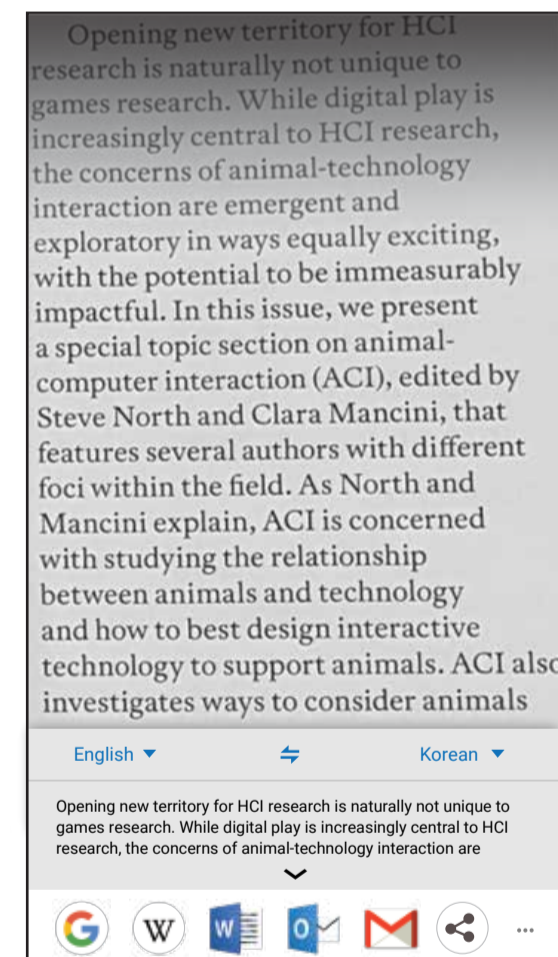 Opening new territory for HCI
research is naturally not unique to
games research. While digital play is
increasingly central to HCI research,
the concerns of animal-technology
interaction are emergent and
exploratory in ways equally exciting,
with the potential to be immeasurably
impactful. In this issue, we present
a special topic section on animal-
computer interaction (ACI), edited by
Steve North and Clara Mancini, that
features several authors with different
foci within the field. As North and
Mancini explain, ACI is concerned
with studying the relationship
between animals and technology
and how to best design interactive
technology to support animals. ACI also
investigates ways to consider animals
English Korean
Opening new territory for HCI research is naturally not unique to
games research. While digital play is increasingly central to HCI
research, the concerns of animal-technology interaction are
G W W O M ...